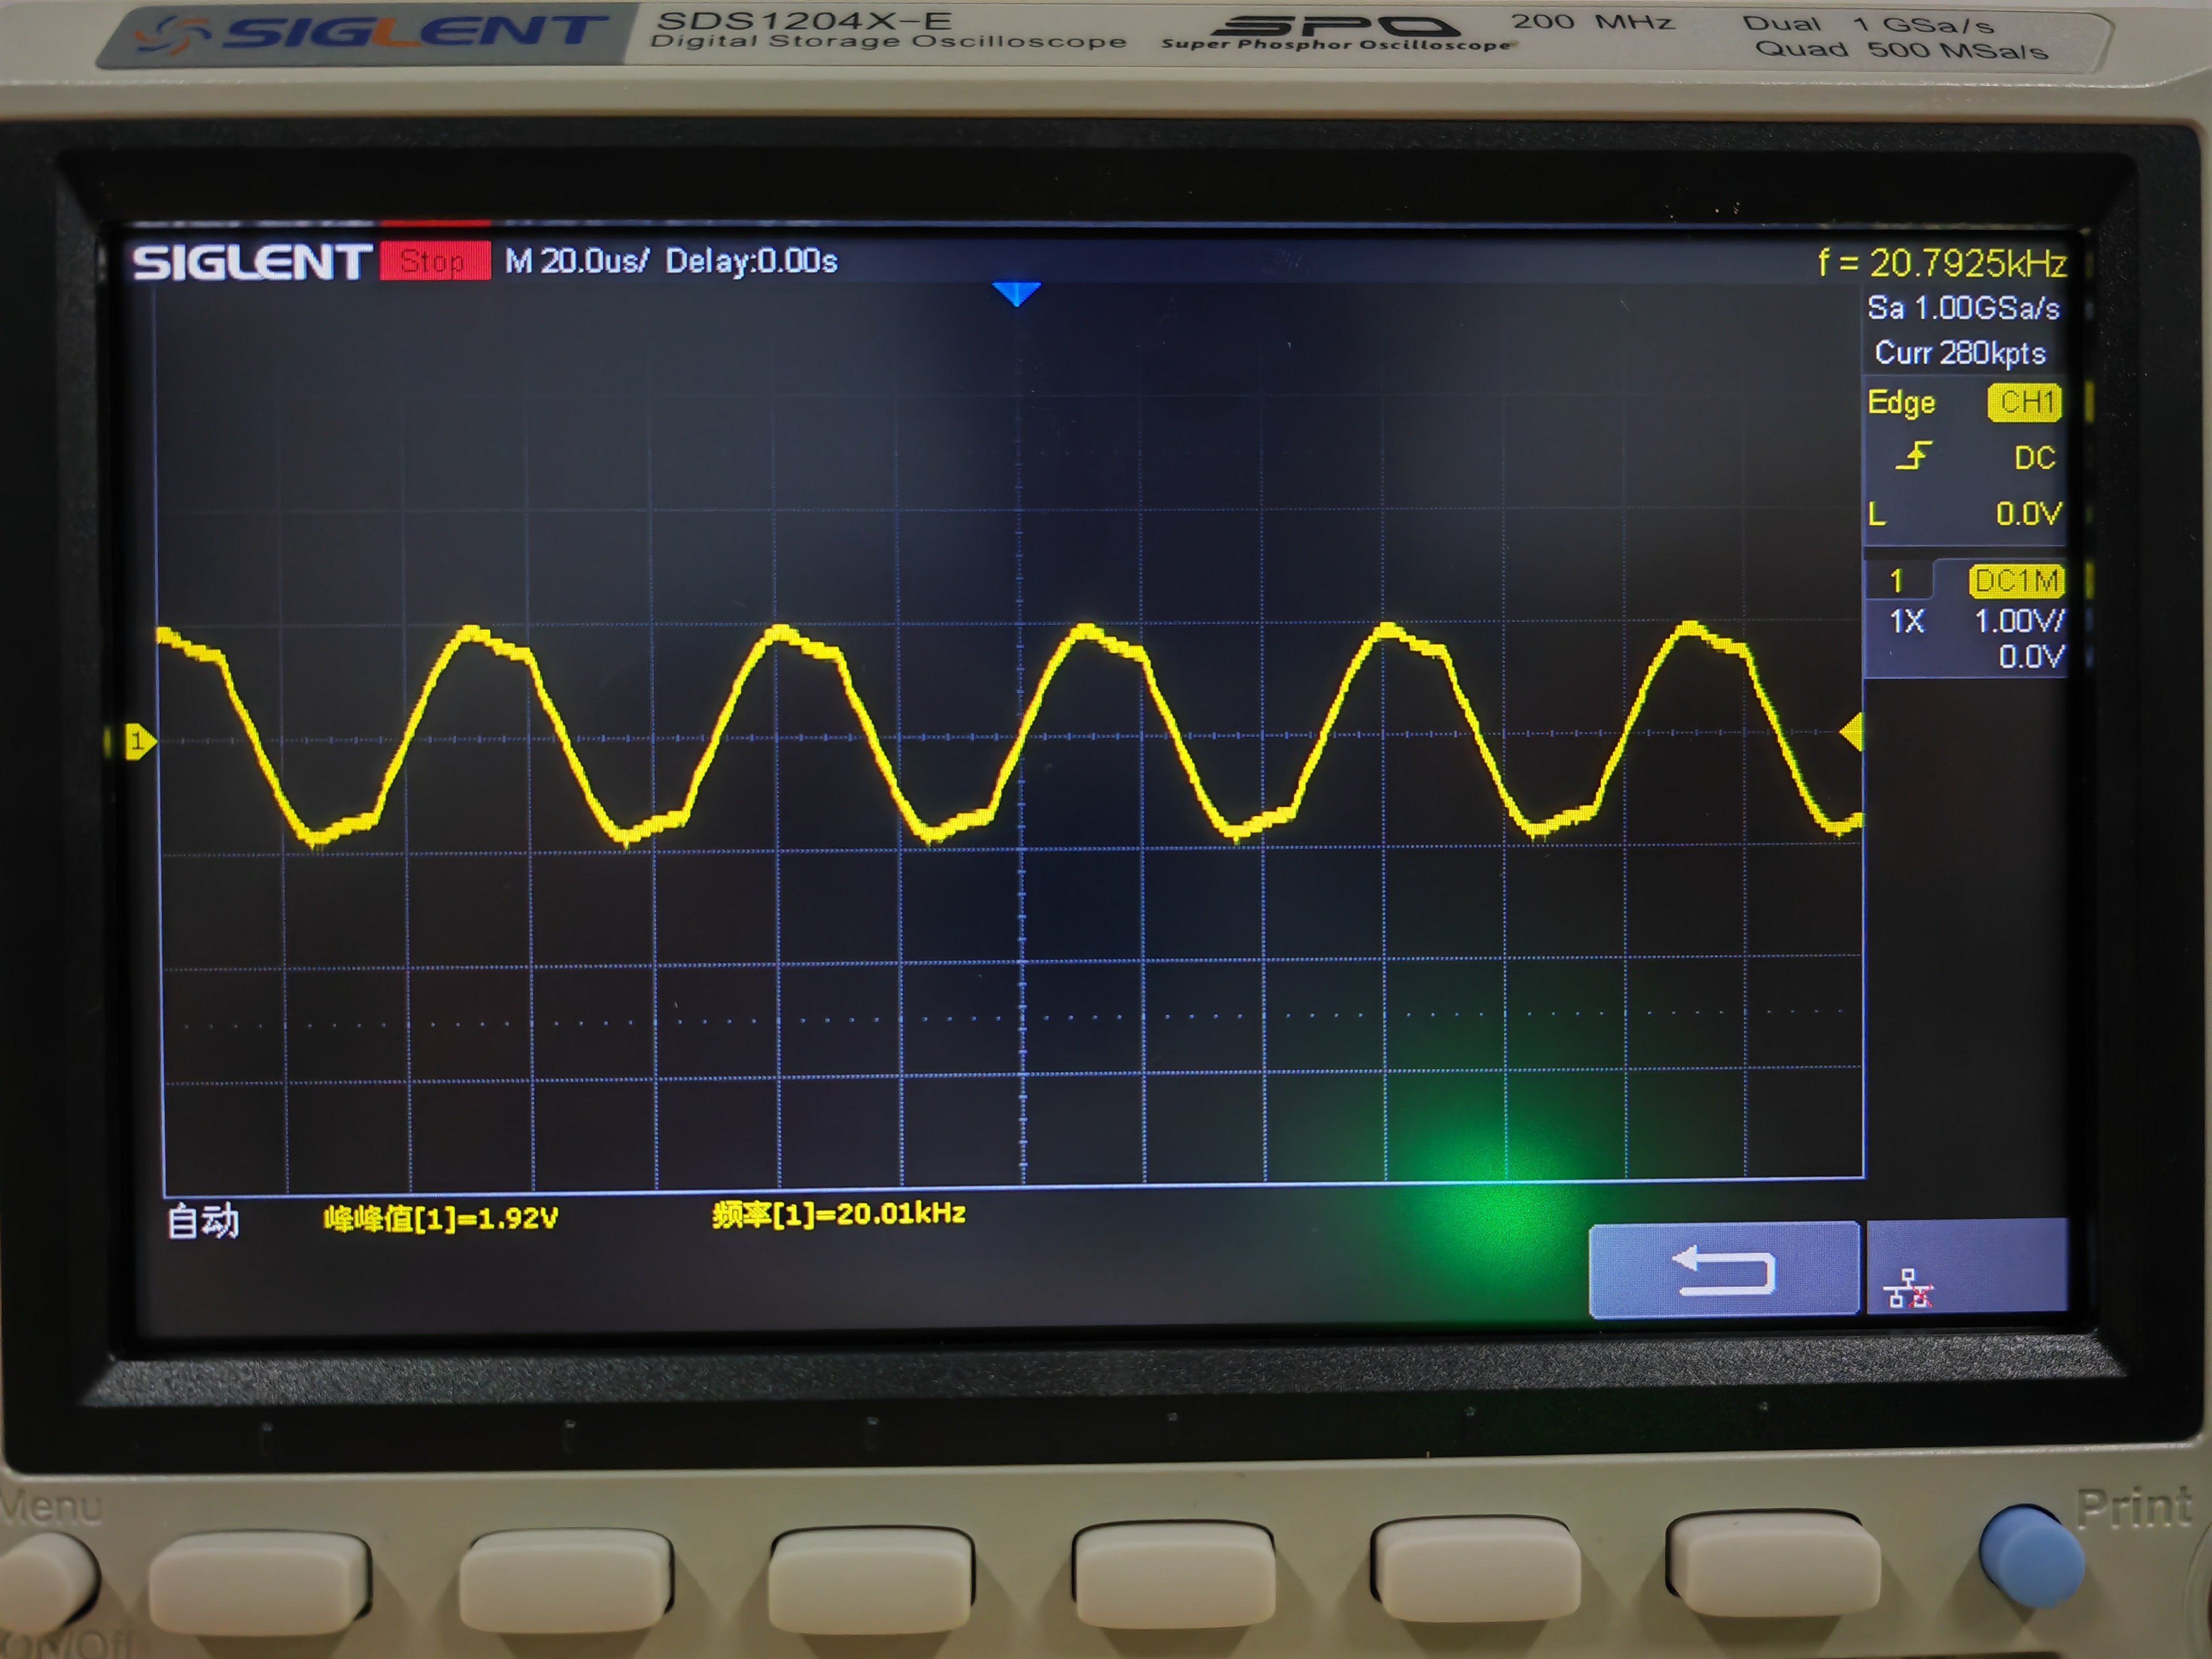 SIGLENT SDS1204X-E SPO 200 MHz Dual 1 GSa/s
Digital Storage Oscilloscope Super Phosphor Oscilloscope Quad 500 MSa/s
SIGLENT Stop M 20.0us/ Delay:0.00s f = 20.7925kHz
Sa 1.00GSa/s
Curr 280kpts
Edge CH1
DC
L 0.0V
1 DC1M
1X 1.00V/
0.0V
1
自动 峰峰值[1]=1.92V 频率[1]=20.01kHz
Menu Print
On/Off